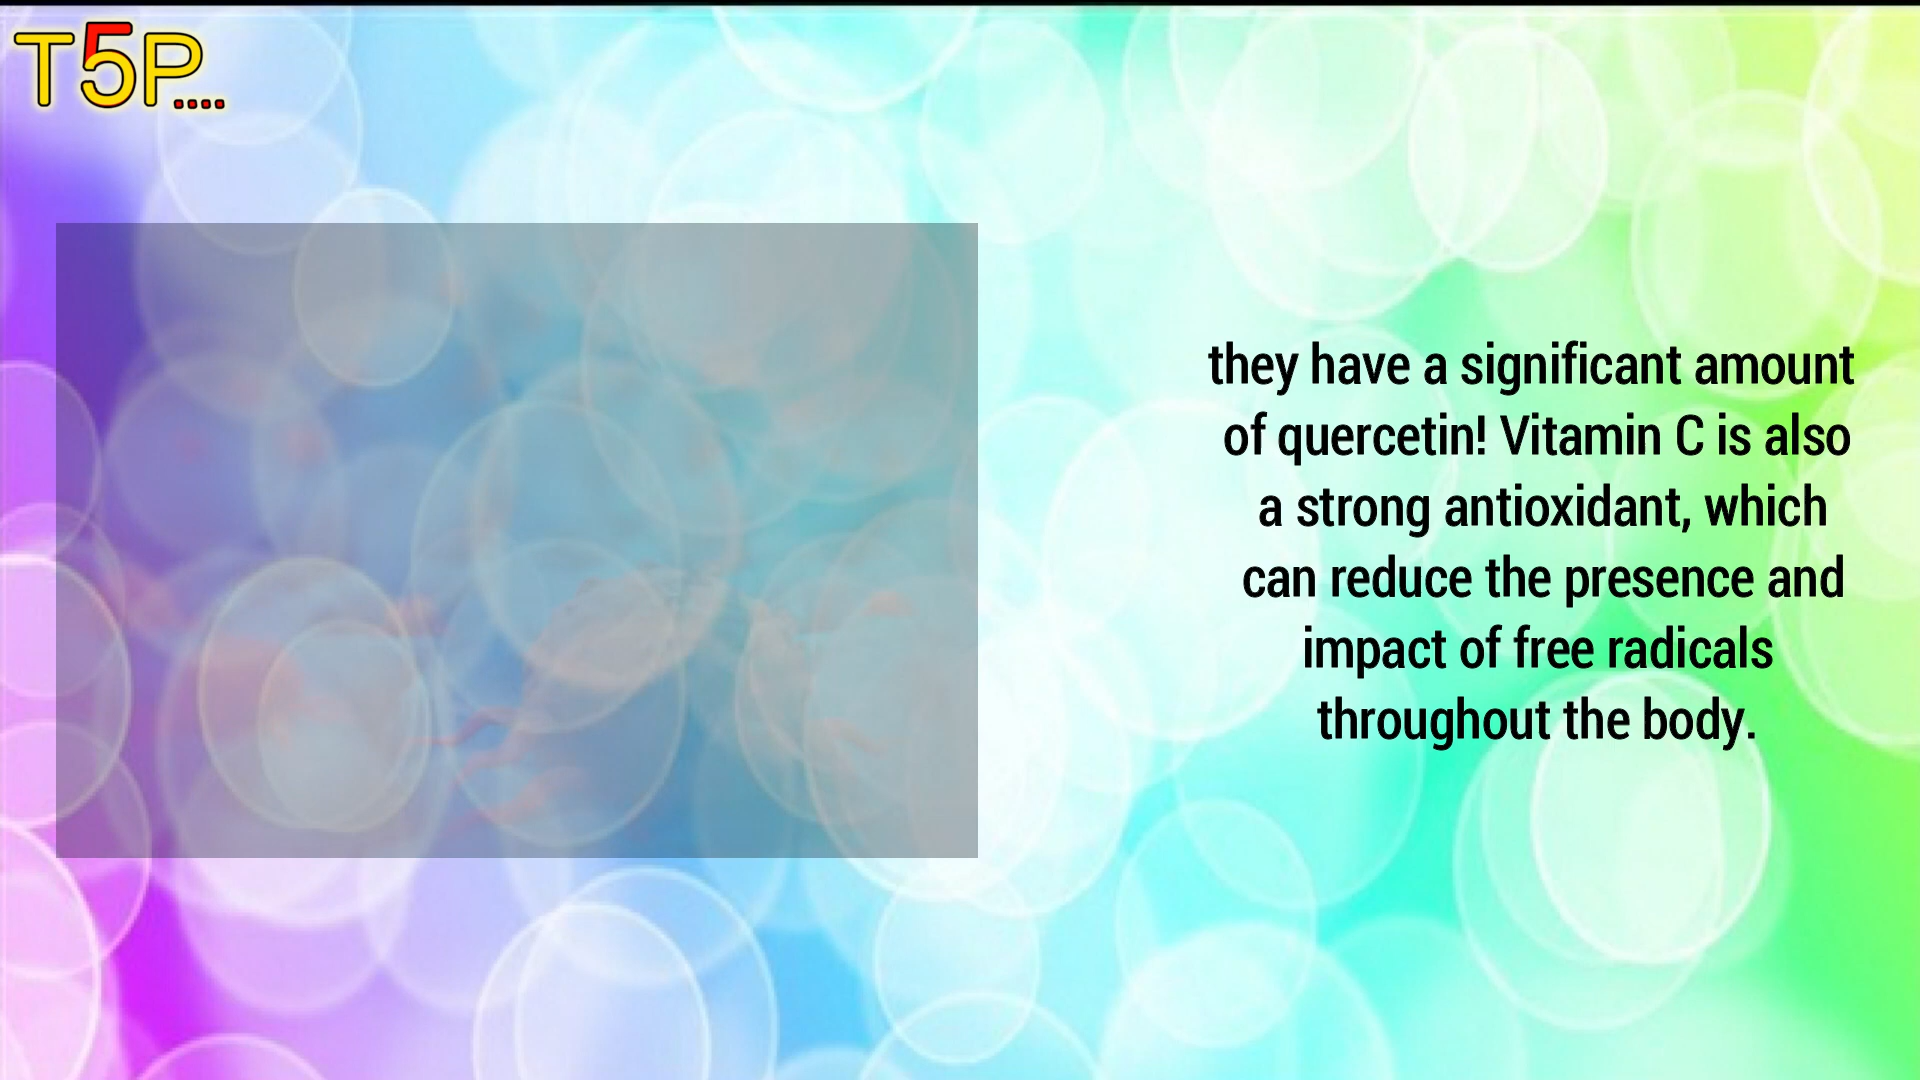 T5P....
they have a significant amount
of quercetin! Vitamin C is also
a strong antioxidant, which
can reduce the presence and
impact of free radicals
throughout the body.